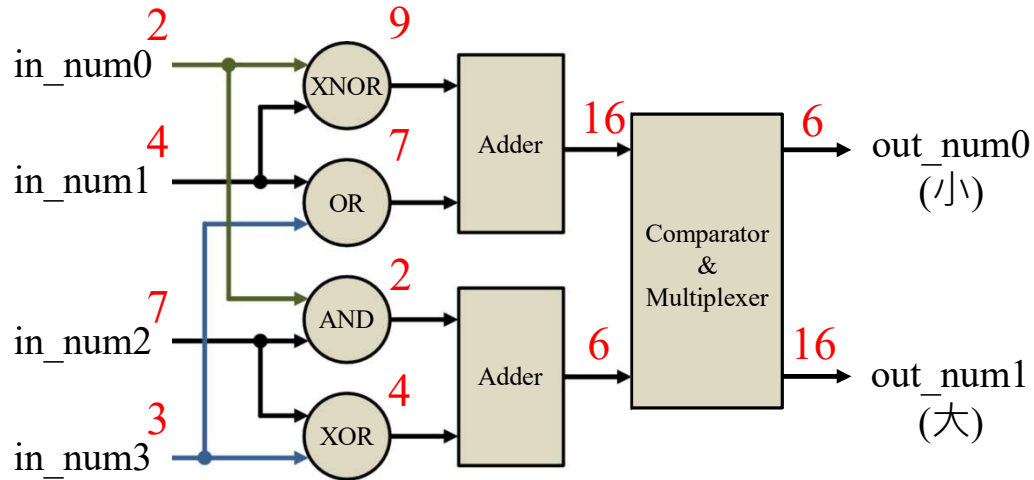 2
in_num0
4
in_num1
7
in_num2
3
in_num3
9
XNOR
7
OR
2
AND
4
XOR
Adder
16
Adder
6
Comparator
&
Multiplexer
6
out_num0
(小)
16
out_num1
(大)